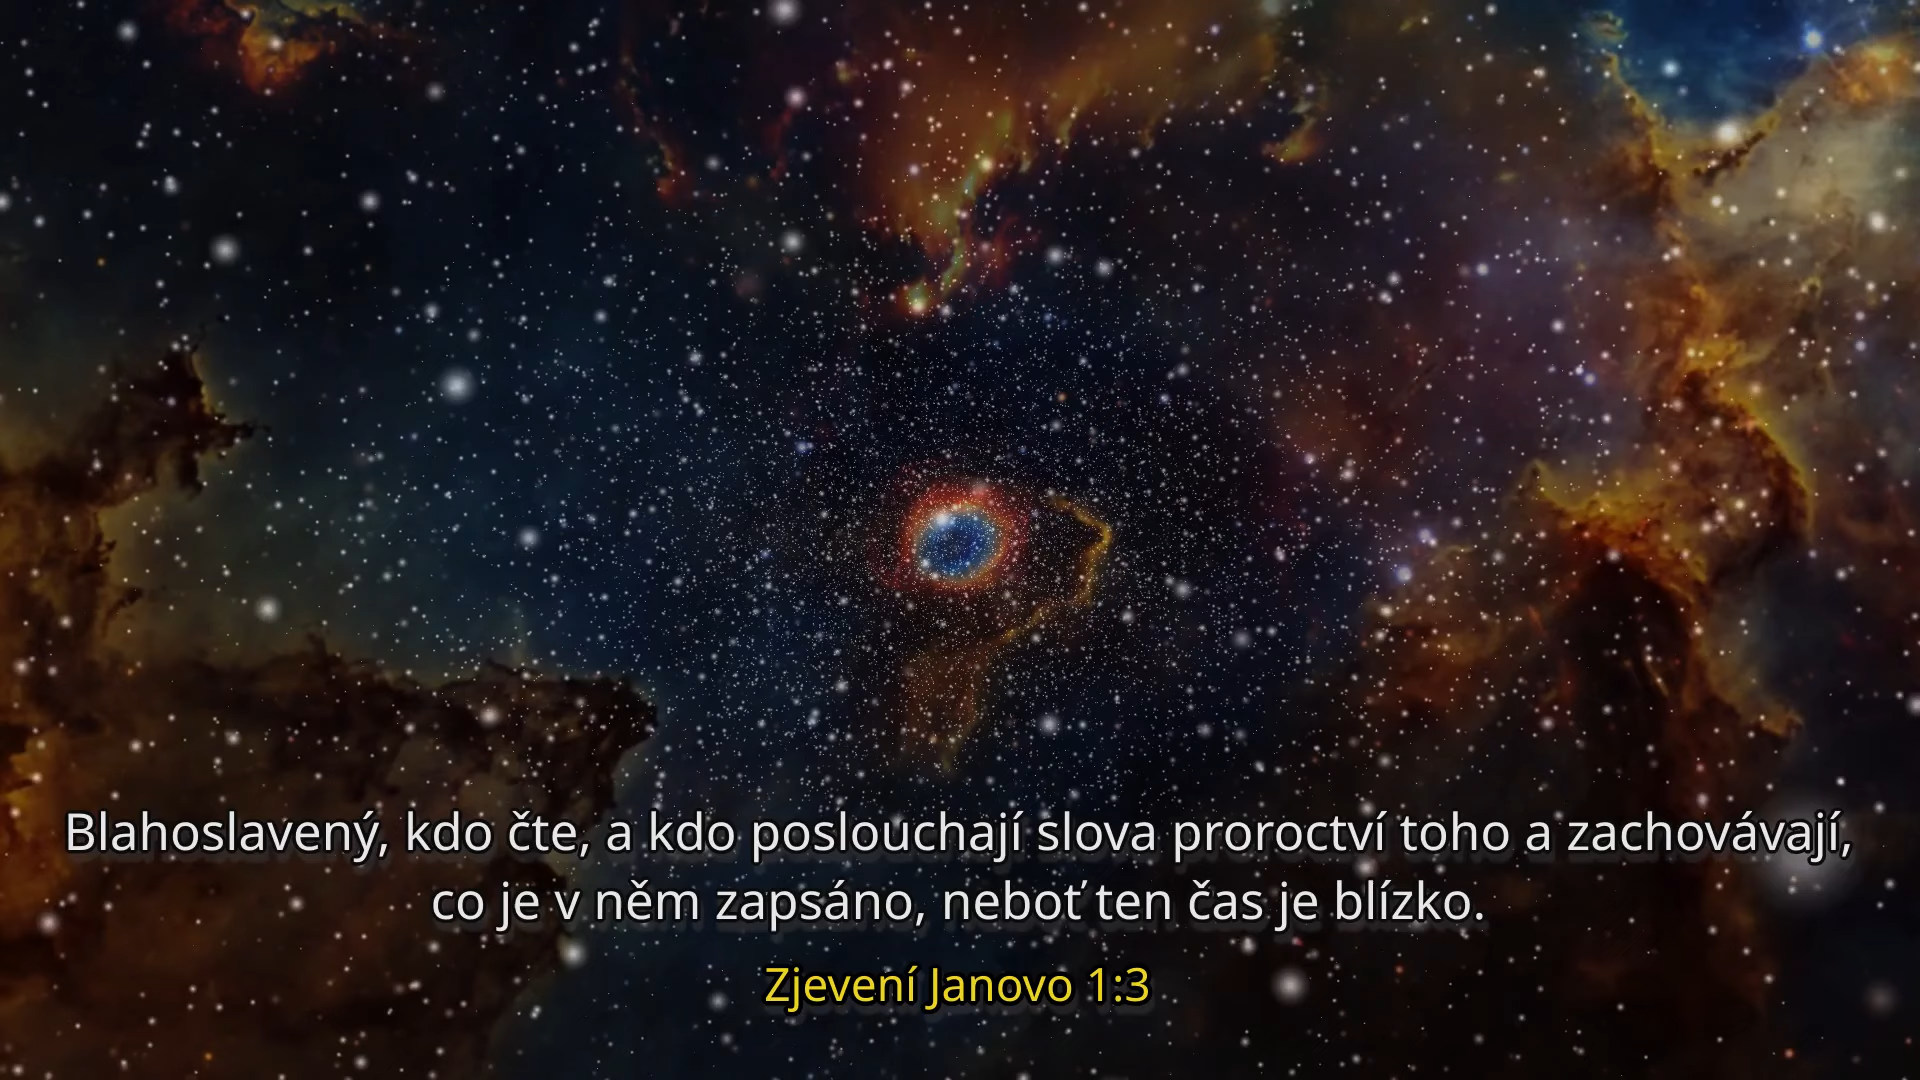 Blahoslavený, kdo čte, a kdo poslouchají slova proroctví toho a zachovávají,
co je v něm zapsáno, neboť ten čas je blízko.
Zjevení Janovo 1:3